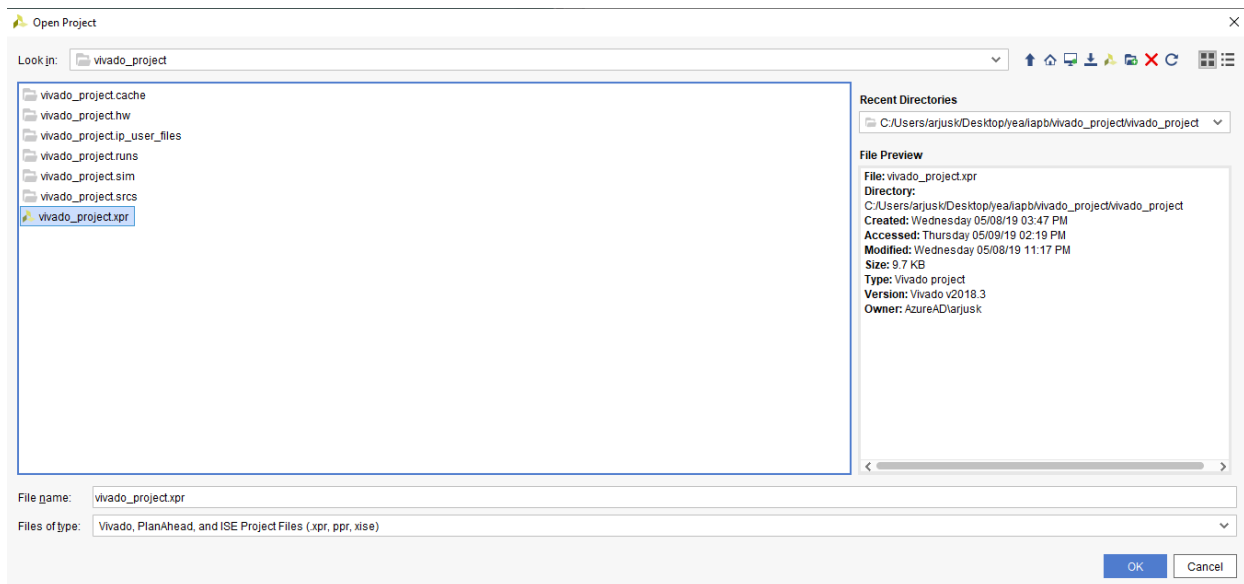 Open Project
Look in: vivado_project
vivado_project.cache
vivado_project.hw
vivado_project.ip_user_files
vivado_project.runs
vivado_project.sim
vivado_project.srcs
vivado_project.xpr
Recent Directories
C:/Users/arjusk/Desktop/yea/iapb/vivado_project/vivado_project
File Preview
File: vivado_project.xpr
Directory:
C:/Users/arjusk/Desktop/yea/iapb/vivado_project/vivado_project
Created: Wednesday 05/08/19 03:47 PM
Accessed: Thursday 05/09/19 02:19 PM
Modified: Wednesday 05/08/19 11:17 PM
Size: 9.7 KB
Type: Vivado project
Version: Vivado v2018.3
Owner: AzureAD\arjusk
File name: vivado_project.xpr
Files of type: Vivado, PlanAhead, and ISE Project Files (.xpr, ppr, xise)
OK Cancel